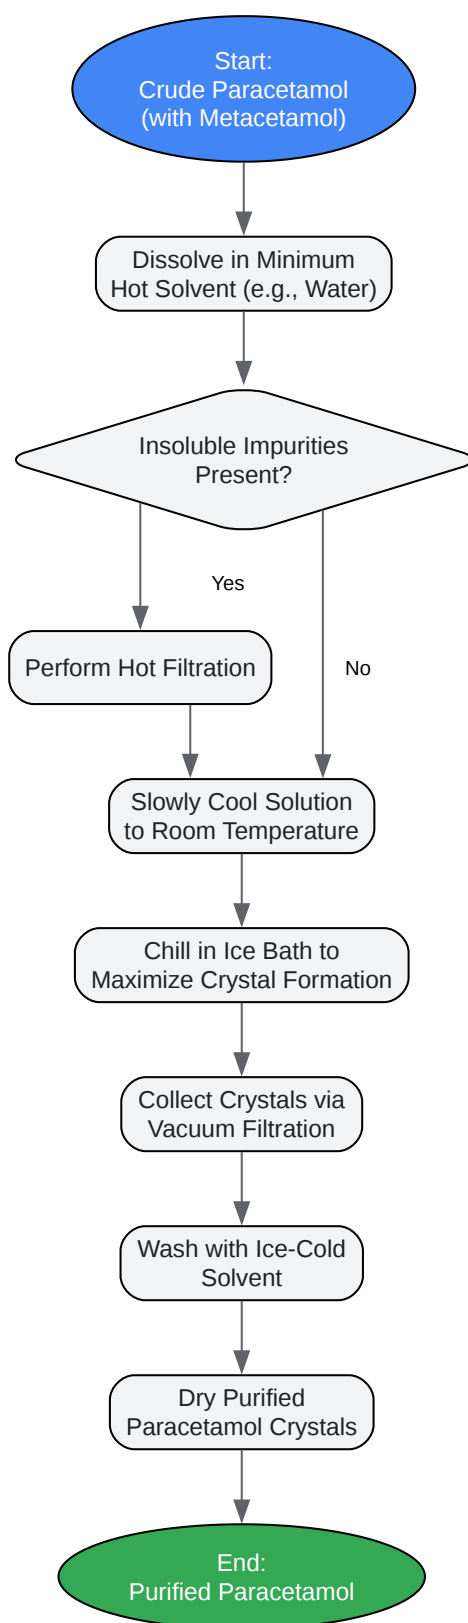 Start:
Crude Paracetamol
(with Metacetamol)
Dissolve in Minimum
Hot Solvent (e.g., Water)
Insoluble Impurities
Present?
Yes
Perform Hot Filtration
No
Slowly Cool Solution
to Room Temperature
Chill in Ice Bath to
Maximize Crystal Formation
Collect Crystals via
Vacuum Filtration
Wash with Ice-Cold
Solvent
Dry Purified
Paracetamol Crystals
End:
Purified Paracetamol